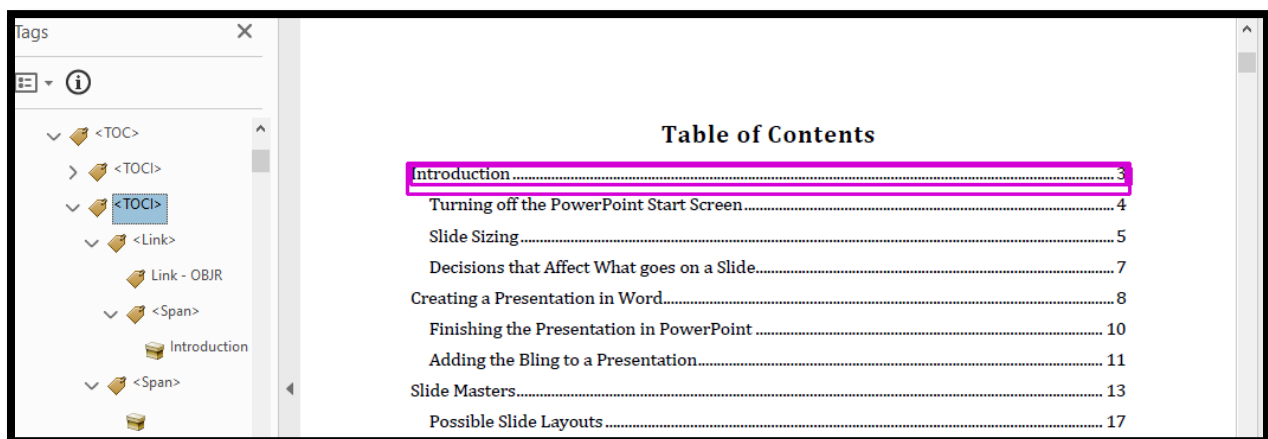 Tags
<TOC>
<TOCI>
<TOCI>
<Link>
Link - OBJR
<Span>
Introduction
<Span>
Table of Contents
Introduction 3
Turning off the PowerPoint Start Screen 4
Slide Sizing 5
Decisions that Affect What goes on a Slide 7
Creating a Presentation in Word 8
Finishing the Presentation in PowerPoint 10
Adding the Bling to a Presentation 11
Slide Masters 13
Possible Slide Layouts 17